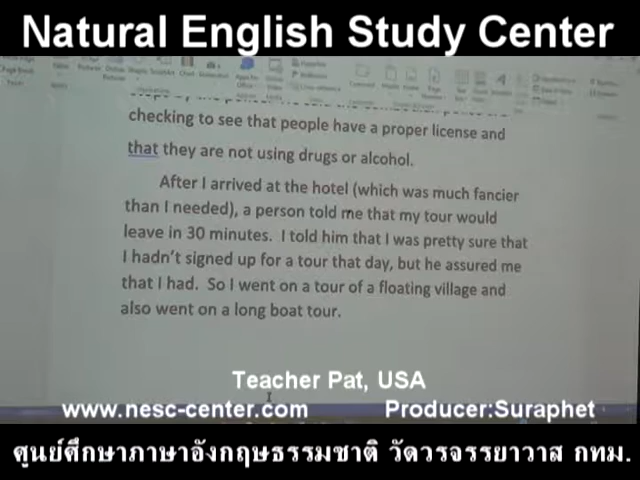 Natural English Study Center
checking to see that people have a proper license and
that they are not using drugs or alcohol.
After I arrived at the hotel (which was much fancier
than I needed), a person told me that my tour would
leave in 30 minutes. I told him that I was pretty sure that
I hadn't signed up for a tour that day, but he assured me
that I had. So I went on a tour of a floating village and
also went on a long boat tour.
Teacher Pat, USA
www.nesc-center.com Producer:Suraphet
ศูนย์ศึกษาภาษาอังกฤษธรรมชาติ วัดวรจรรยาวาส กทม.